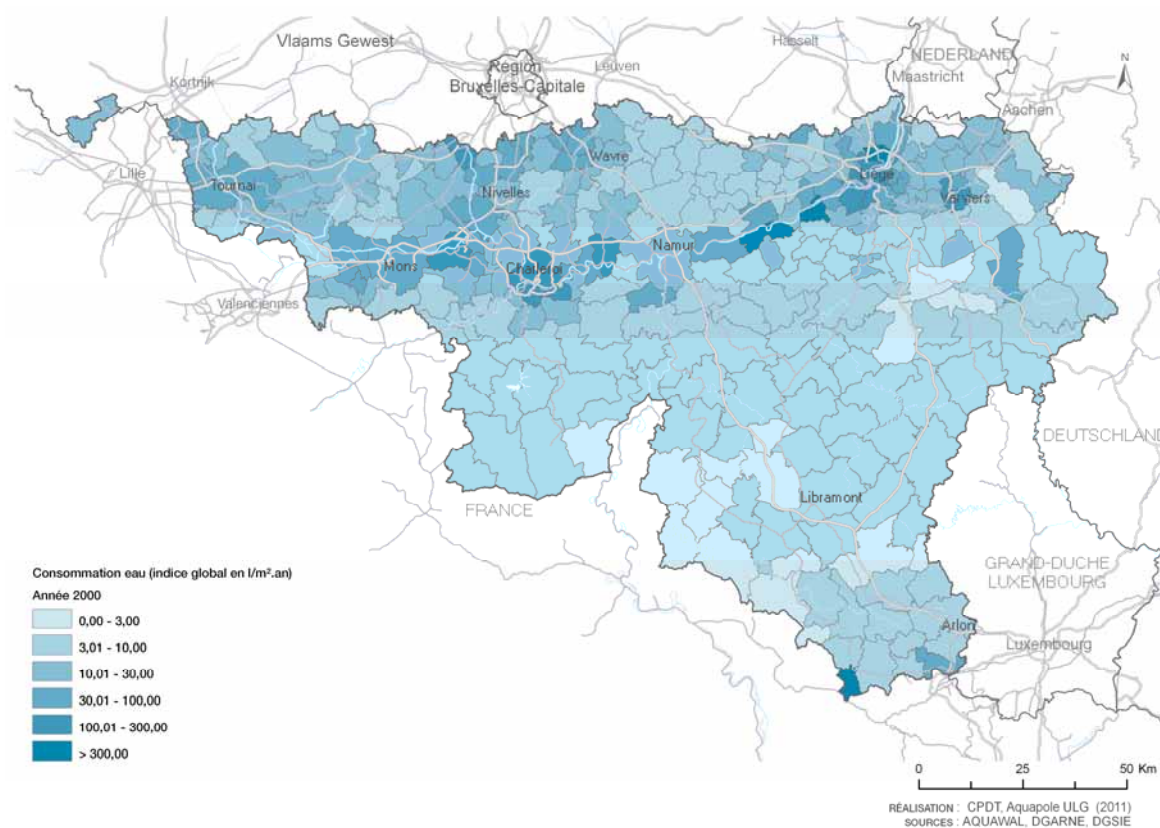 Vlaams Gewest
Hasselt
NEDERLAND
Région
Bruxelles-Capitale
Leuven
Maastricht
N
Kortrijk
Aachen
Lille
Wavre
Liège
Tournai
Nivelles
Verviers
Namur
Mons
Charleroi
Valenciennes
DEUTSCHLAND
Libramont
FRANCE
GRAND-DUCHE
LUXEMBOURG
Arlon
Luxembourg
Consommation eau (indice global en l/m².an)
Année 2000
0,00 - 3,00
3,01 - 10,00
10,01 - 30,00
30,01 - 100,00
100,01 - 300,00
> 300,00
0 25 50 Km
RÉALISATION : CPDT, Aquapole ULG (2011)
SOURCES : AQUAWAL, DGARNE, DGSIE